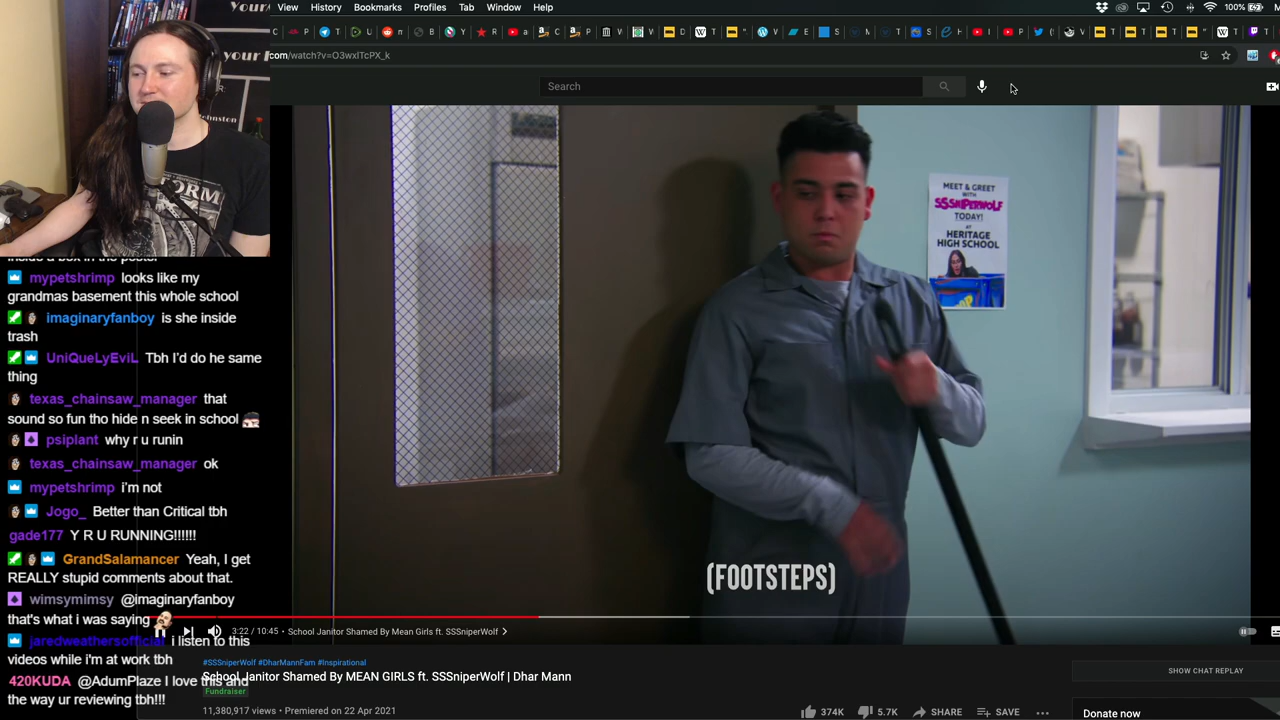 View History Bookmarks Profiles Tab Window Help
100%
com/watch?v=O3wxlTcPX_k
Search
MEET & GREET
WITH
SSSNIPERWOLF
TODAY!
AT
HERITAGE
HIGH SCHOOL
mypetshrimp looks like my
grandmas basement this whole school
imaginaryfanboy is she inside
trash
UniQueLyEviL Tbh I'd do he same
thing
texas_chainsaw_manager that
sound so fun tho hide n seek in school
psiplant why r u runin
texas_chainsaw_manager ok
mypetshrimp i'm not
Jogo_ Better than Critical tbh
gade177 Y R U RUNNING!!!!!!
GrandSalamancer Yeah, I get
REALLY stupid comments about that.
wimsymimsy @imaginaryfanboy
that's what i was saying
jaredweathersofficial i listen to this
videos while i'm at work tbh
420KUDA @AdumPlaze I love this and
the way ur reviewing tbh!!!
(FOOTSTEPS)
3:22 / 10:45 • School Janitor Shamed By Mean Girls ft. SSSniperWolf
#SSSniperWolf #DharMannFam #Inspirational
School Janitor Shamed By MEAN GIRLS ft. SSSniperWolf | Dhar Mann
Fundraiser
11,380,917 views • Premiered on 22 Apr 2021
374K 5.7K SHARE SAVE
SHOW CHAT REPLAY
Donate now